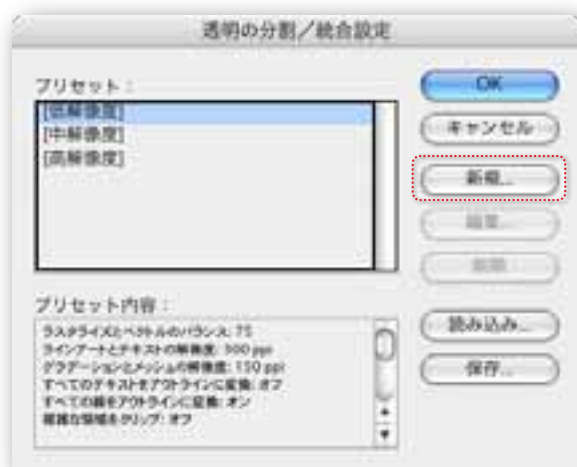 透明の分割／統合設定
プリセット：
[低解像度]
[中解像度]
[高解像度]
OK
キャンセル
新規...
編集...
削除
プリセット内容：
ラスタライズとベクトルのバランス: 75
ラインアートとテキストの解像度: 300 ppi
グラデーションとメッシュの解像度: 150 ppi
すべてのテキストをアウトラインに変換: オフ
すべての線をアウトラインに変換: オン
複雑な領域をクリップ: オフ
読み込み...
保存...